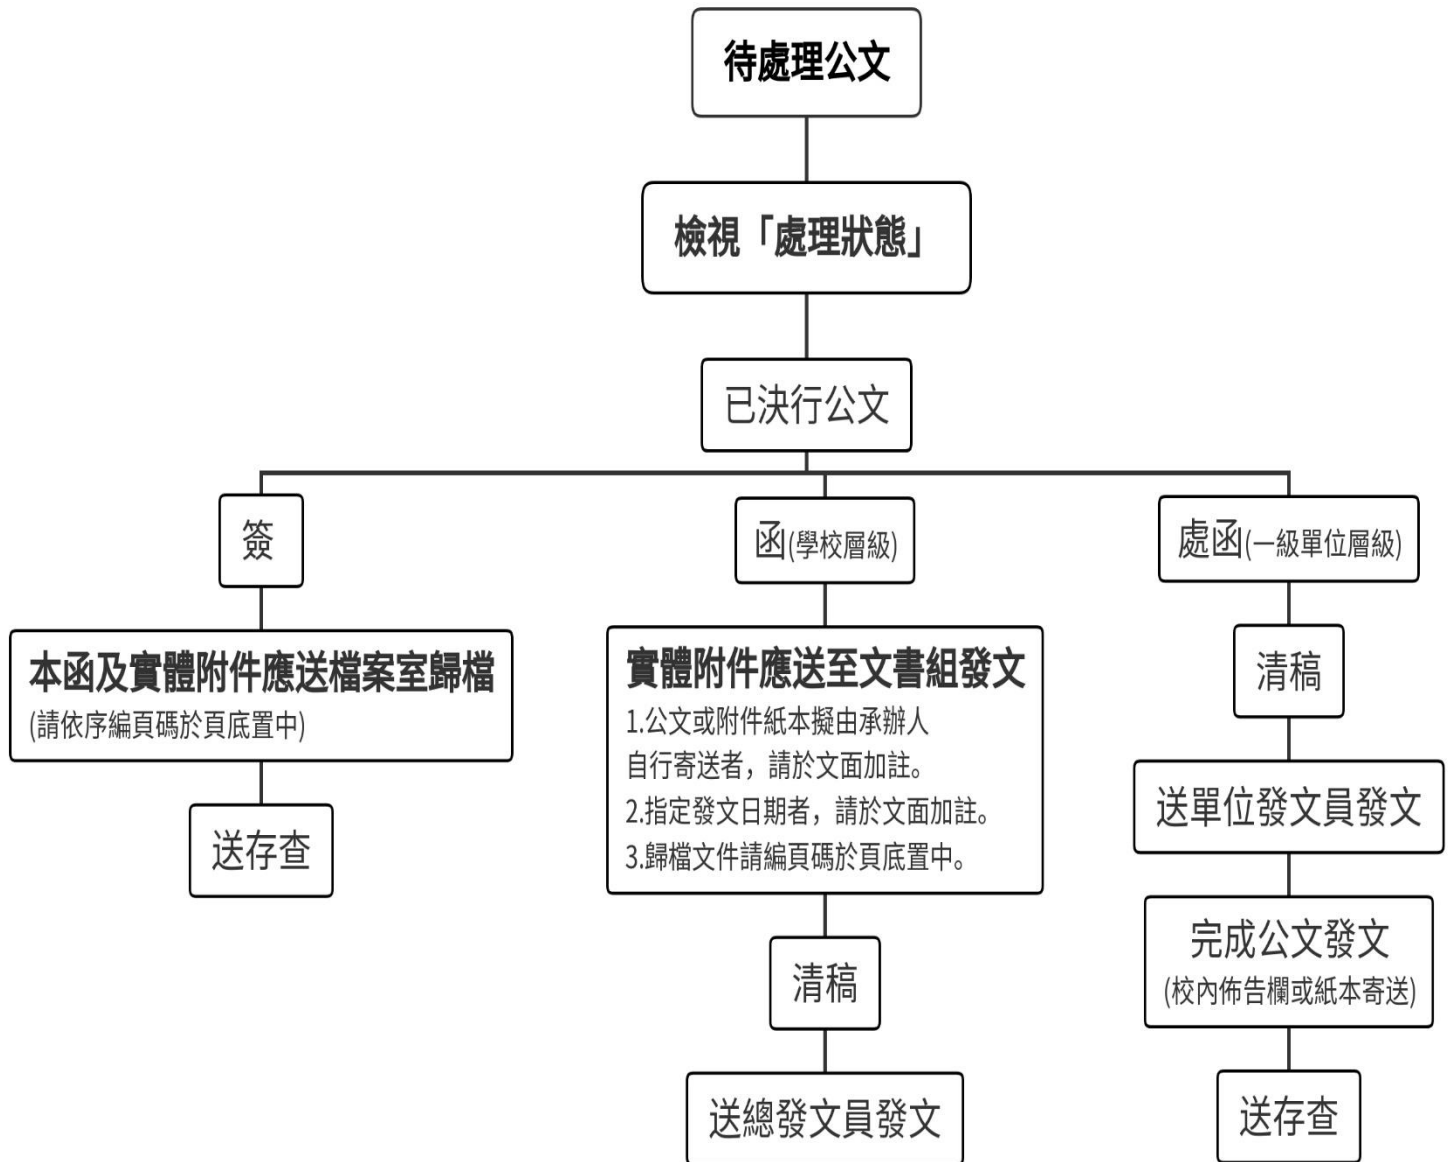 待處理公文
檢視「處理狀態」
已決行公文
簽
本函及實體附件應送檔案室歸檔
(請依序編頁碼於頁底置中)
送存查
函(學校層級)
實體附件應送至文書組發文
1.公文或附件紙本擬由承辦人
自行寄送者，請於文面加註。
2.指定發文日期者，請於文面加註。
3.歸檔文件請編頁碼於頁底置中。
清稿
送總發文員發文
處函(一級單位層級)
清稿
送單位發文員發文
完成公文發文
(校內佈告欄或紙本寄送)
送存查